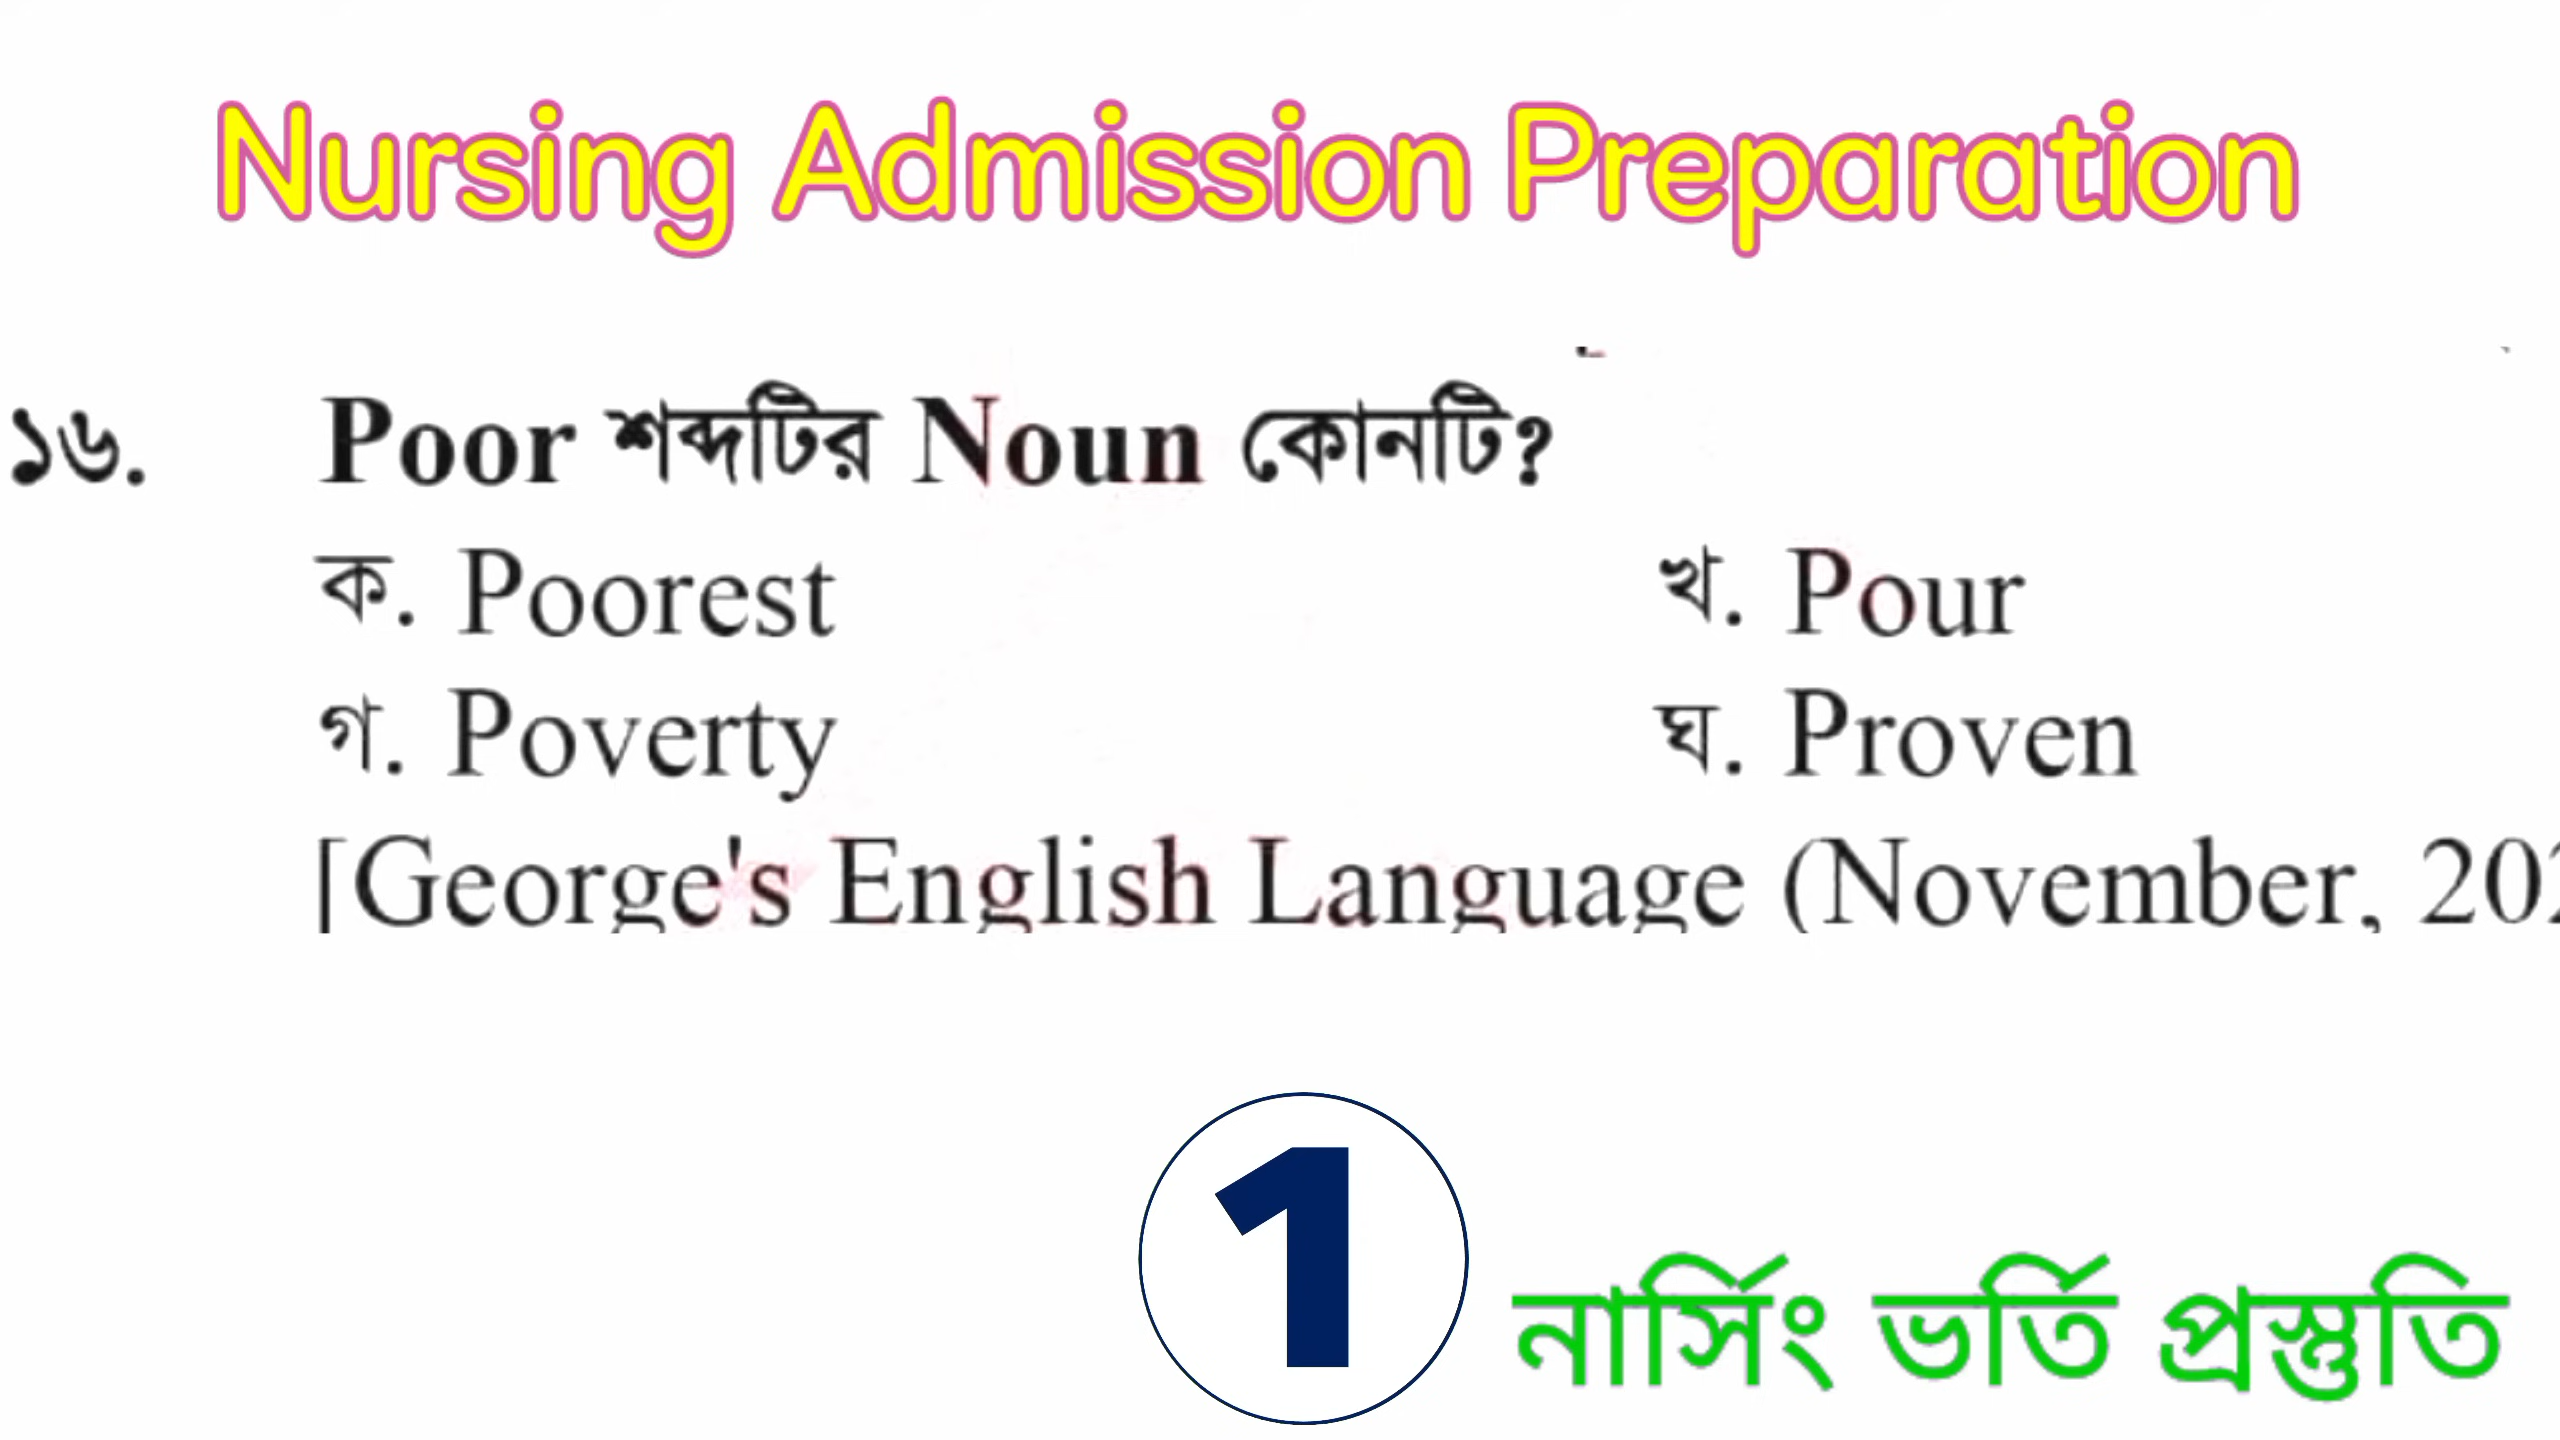 Nursing Admission Preparation
১৬. Poor শব্দটির Noun কোনটি?
ক. Poorest খ. Pour
গ. Poverty ঘ. Proven
[George's English Language (November,
1
নার্সিং ভর্তি প্রস্তুতি